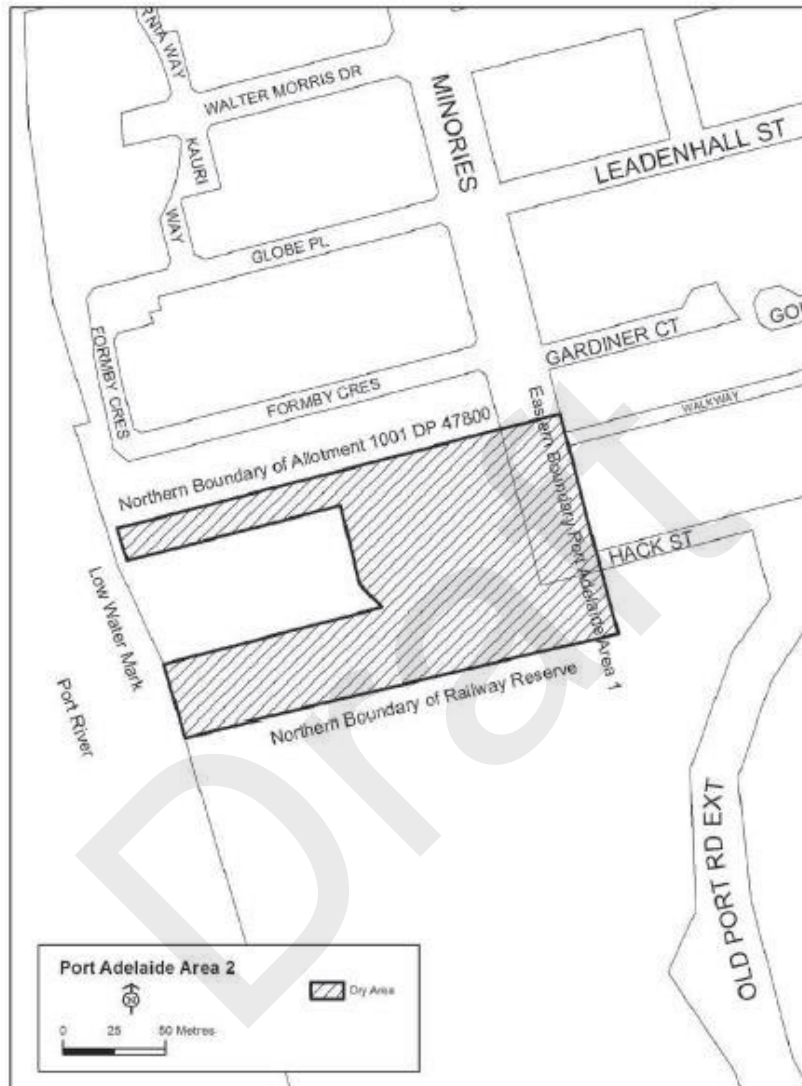 RNIA WAY
WALTER MORRIS DR
MINORIES
KAURI
WAY
LEADENHALL ST
GLOBE PL
GARDINER CT
GO
FORMBY CRES
FORMBY CRES
WALKWAY
Northern Boundary of Allotment 1001 DP 47800
Eastern Boundary Port Adelaide Area 1
HACK ST
Low Water Mark
Port River
Northern Boundary of Railway Reserve
OLD PORT RD EXT
Draft
Port Adelaide Area 2
Dry Area
0 25 50 Metres